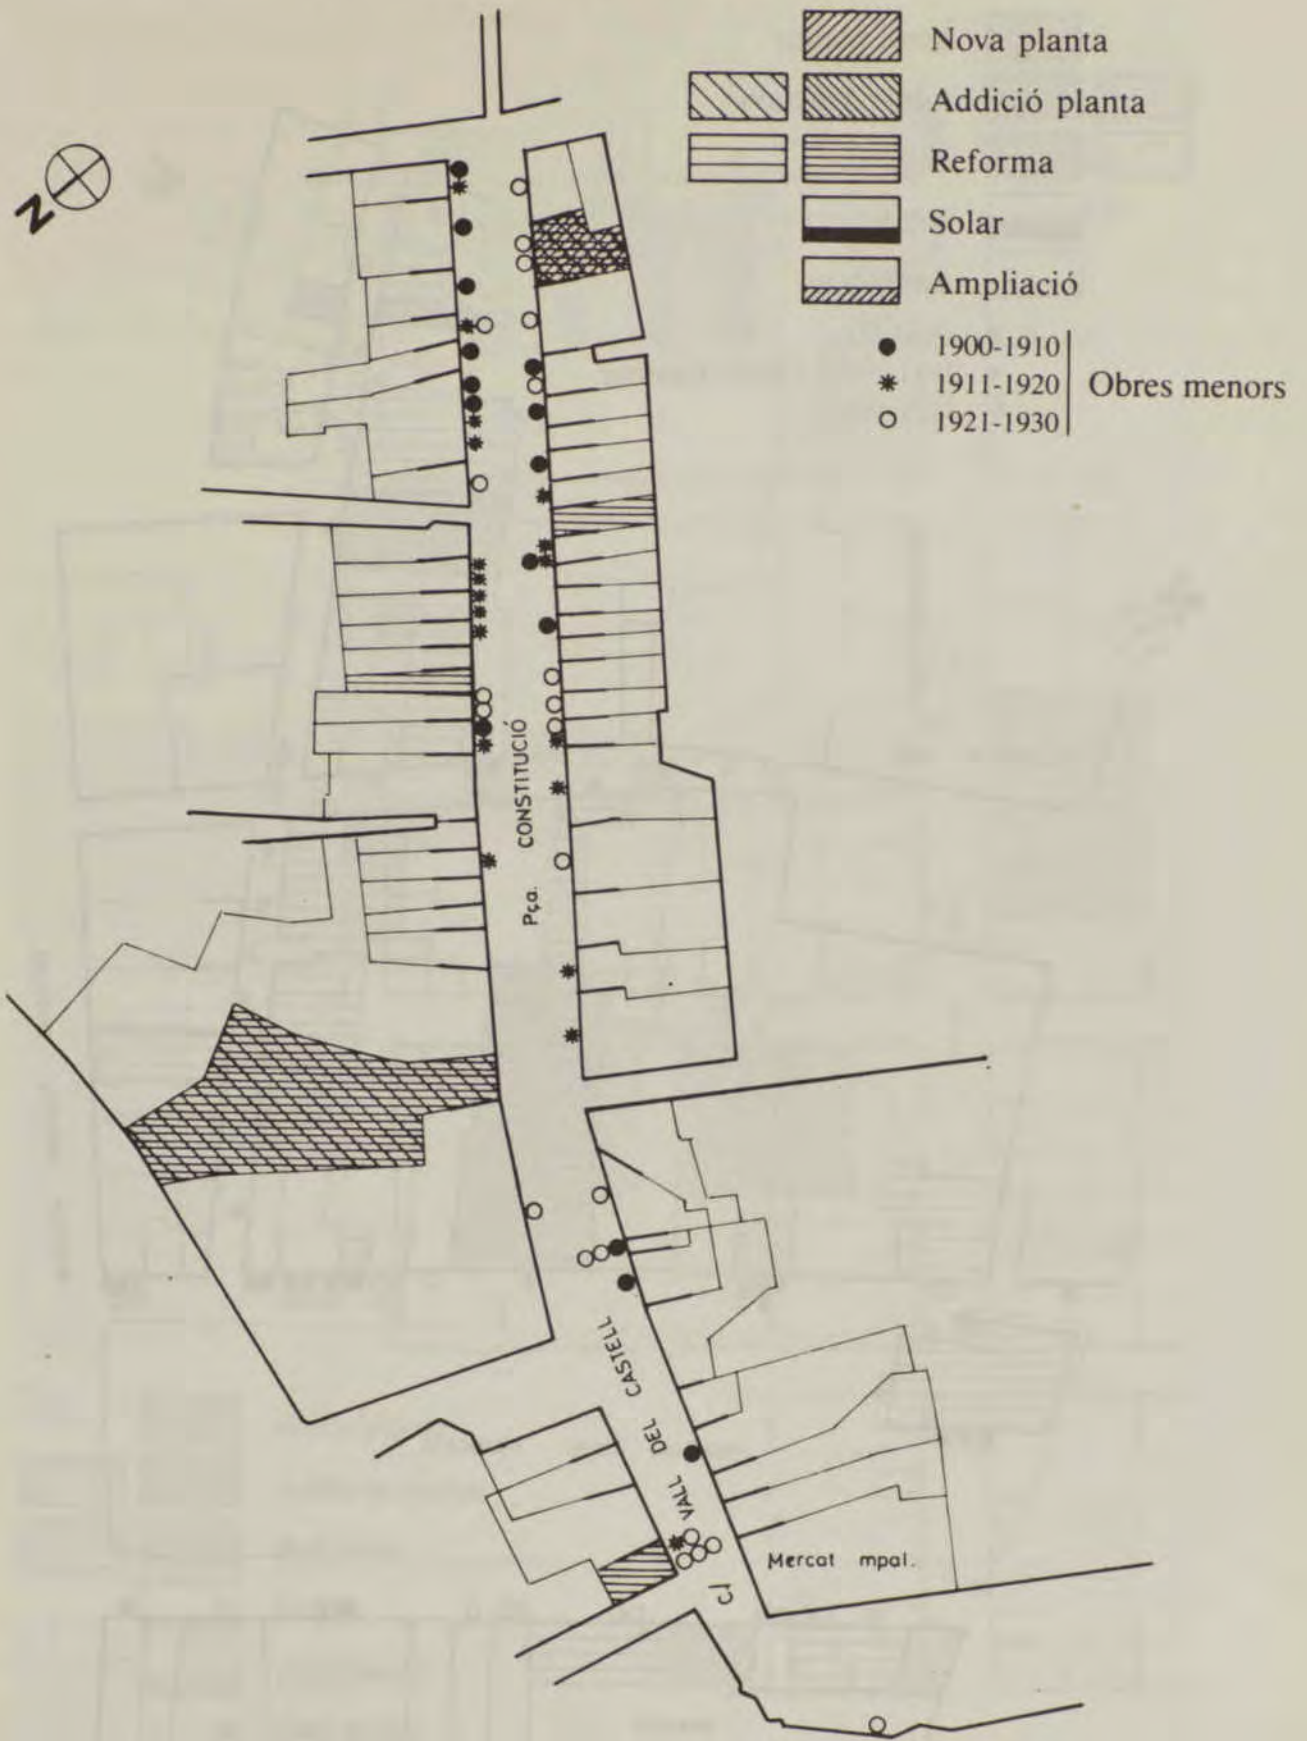 Nova planta
Addició planta
Reforma
Solar
Ampliació
1900-1910
1911-1920
1921-1930
Obres menors
N
Pça. CONSTITUCIÓ
C/ VALL DEL CASTELL
Mercat mpal.